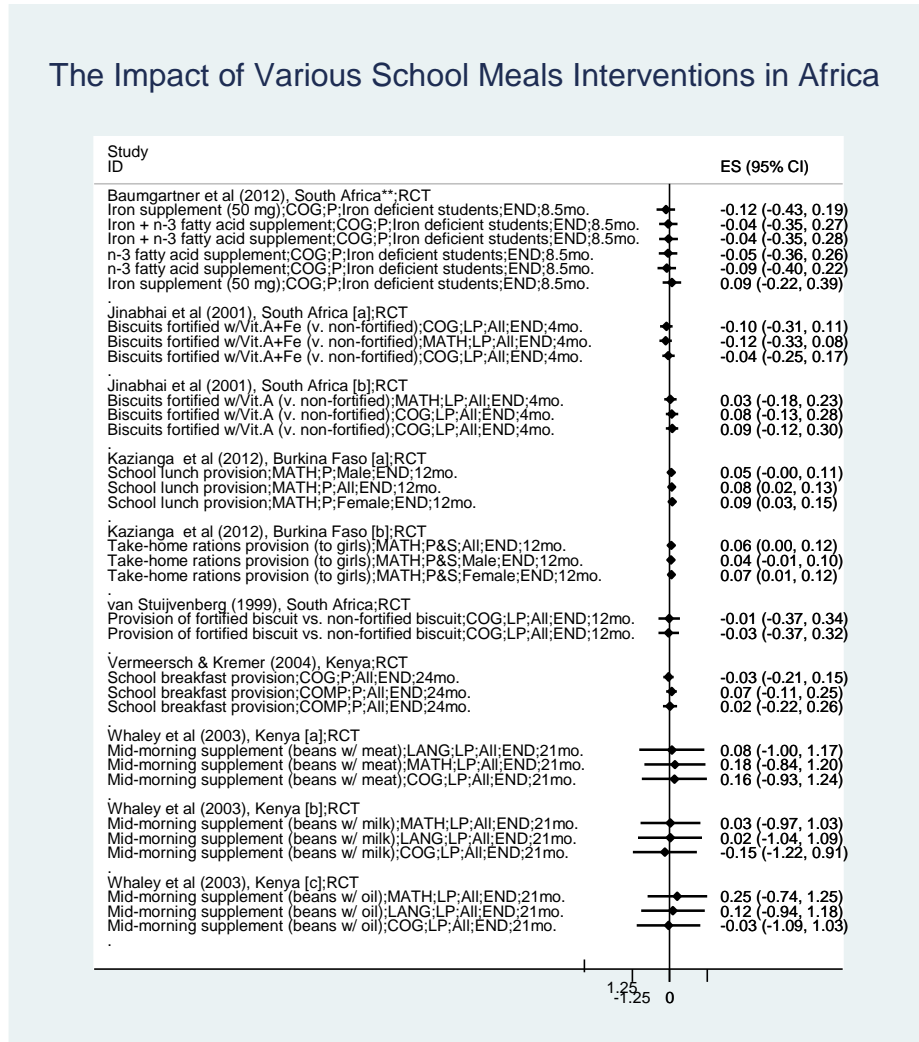 The Impact of Various School Meals Interventions in Africa
Study
ID ES (95% CI)
Baumgartner et al (2012), South Africa**;RCT
Iron supplement (50 mg);COG;P;Iron deficient students;END;8.5mo. -0.12 (-0.43, 0.19)
Iron + n-3 fatty acid supplement;COG;P;Iron deficient students;END;8.5mo. -0.04 (-0.35, 0.27)
Iron + n-3 fatty acid supplement;COG;P;Iron deficient students;END;8.5mo. -0.04 (-0.35, 0.28)
n-3 fatty acid supplement;COG;P;Iron deficient students;END;8.5mo. -0.05 (-0.36, 0.26)
n-3 fatty acid supplement;COG;P;Iron deficient students;END;8.5mo. -0.09 (-0.40, 0.22)
Iron supplement (50 mg);COG;P;Iron deficient students;END;8.5mo. 0.09 (-0.22, 0.39)
.
Jinabhai et al (2001), South Africa [a];RCT
Biscuits fortified w/Vit.A+Fe (v. non-fortified);COG;LP;All;END;4mo. -0.10 (-0.31, 0.11)
Biscuits fortified w/Vit.A+Fe (v. non-fortified);MATH;LP;All;END;4mo. -0.12 (-0.33, 0.08)
Biscuits fortified w/Vit.A+Fe (v. non-fortified);COG;LP;All;END;4mo. -0.04 (-0.25, 0.17)
.
Jinabhai et al (2001), South Africa [b];RCT
Biscuits fortified w/Vit.A (v. non-fortified);MATH;LP;All;END;4mo. 0.03 (-0.18, 0.23)
Biscuits fortified w/Vit.A (v. non-fortified);COG;LP;All;END;4mo. 0.08 (-0.13, 0.28)
Biscuits fortified w/Vit.A (v. non-fortified);COG;LP;All;END;4mo. 0.09 (-0.12, 0.30)
.
Kazianga et al (2012), Burkina Faso [a];RCT
School lunch provision;MATH;P;Male;END;12mo. 0.05 (-0.00, 0.11)
School lunch provision;MATH;P;All;END;12mo. 0.08 (0.02, 0.13)
School lunch provision;MATH;P;Female;END;12mo. 0.09 (0.03, 0.15)
.
Kazianga et al (2012), Burkina Faso [b];RCT
Take-home rations provision (to girls);MATH;P&S;All;END;12mo. 0.06 (0.00, 0.12)
Take-home rations provision (to girls);MATH;P&S;Male;END;12mo. 0.04 (-0.01, 0.10)
Take-home rations provision (to girls);MATH;P&S;Female;END;12mo. 0.07 (0.01, 0.12)
.
van Stuijvenberg (1999), South Africa;RCT
Provision of fortified biscuit vs. non-fortified biscuit;COG;LP;All;END;12mo. -0.01 (-0.37, 0.34)
Provision of fortified biscuit vs. non-fortified biscuit;COG;LP;All;END;12mo. -0.03 (-0.37, 0.32)
.
Vermeersch & Kremer (2004), Kenya;RCT
School breakfast provision;COG;P;All;END;24mo. -0.03 (-0.21, 0.15)
School breakfast provision;COMP;P;All;END;24mo. 0.07 (-0.11, 0.25)
School breakfast provision;COMP;P;All;END;24mo. 0.02 (-0.22, 0.26)
.
Whaley et al (2003), Kenya [a];RCT
Mid-morning supplement (beans w/ meat);LANG;LP;All;END;21mo. 0.08 (-1.00, 1.17)
Mid-morning supplement (beans w/ meat);MATH;LP;All;END;21mo. 0.18 (-0.84, 1.20)
Mid-morning supplement (beans w/ meat);COG;LP;All;END;21mo. 0.16 (-0.93, 1.24)
.
Whaley et al (2003), Kenya [b];RCT
Mid-morning supplement (beans w/ milk);MATH;LP;All;END;21mo. 0.03 (-0.97, 1.03)
Mid-morning supplement (beans w/ milk);LANG;LP;All;END;21mo. 0.02 (-1.04, 1.09)
Mid-morning supplement (beans w/ milk);COG;LP;All;END;21mo. -0.15 (-1.22, 0.91)
.
Whaley et al (2003), Kenya [c];RCT
Mid-morning supplement (beans w/ oil);MATH;LP;All;END;21mo. 0.25 (-0.74, 1.25)
Mid-morning supplement (beans w/ oil);LANG;LP;All;END;21mo. 0.12 (-0.94, 1.18)
Mid-morning supplement (beans w/ oil);COG;LP;All;END;21mo. -0.03 (-1.09, 1.03)
.
1.25
-1.25 0